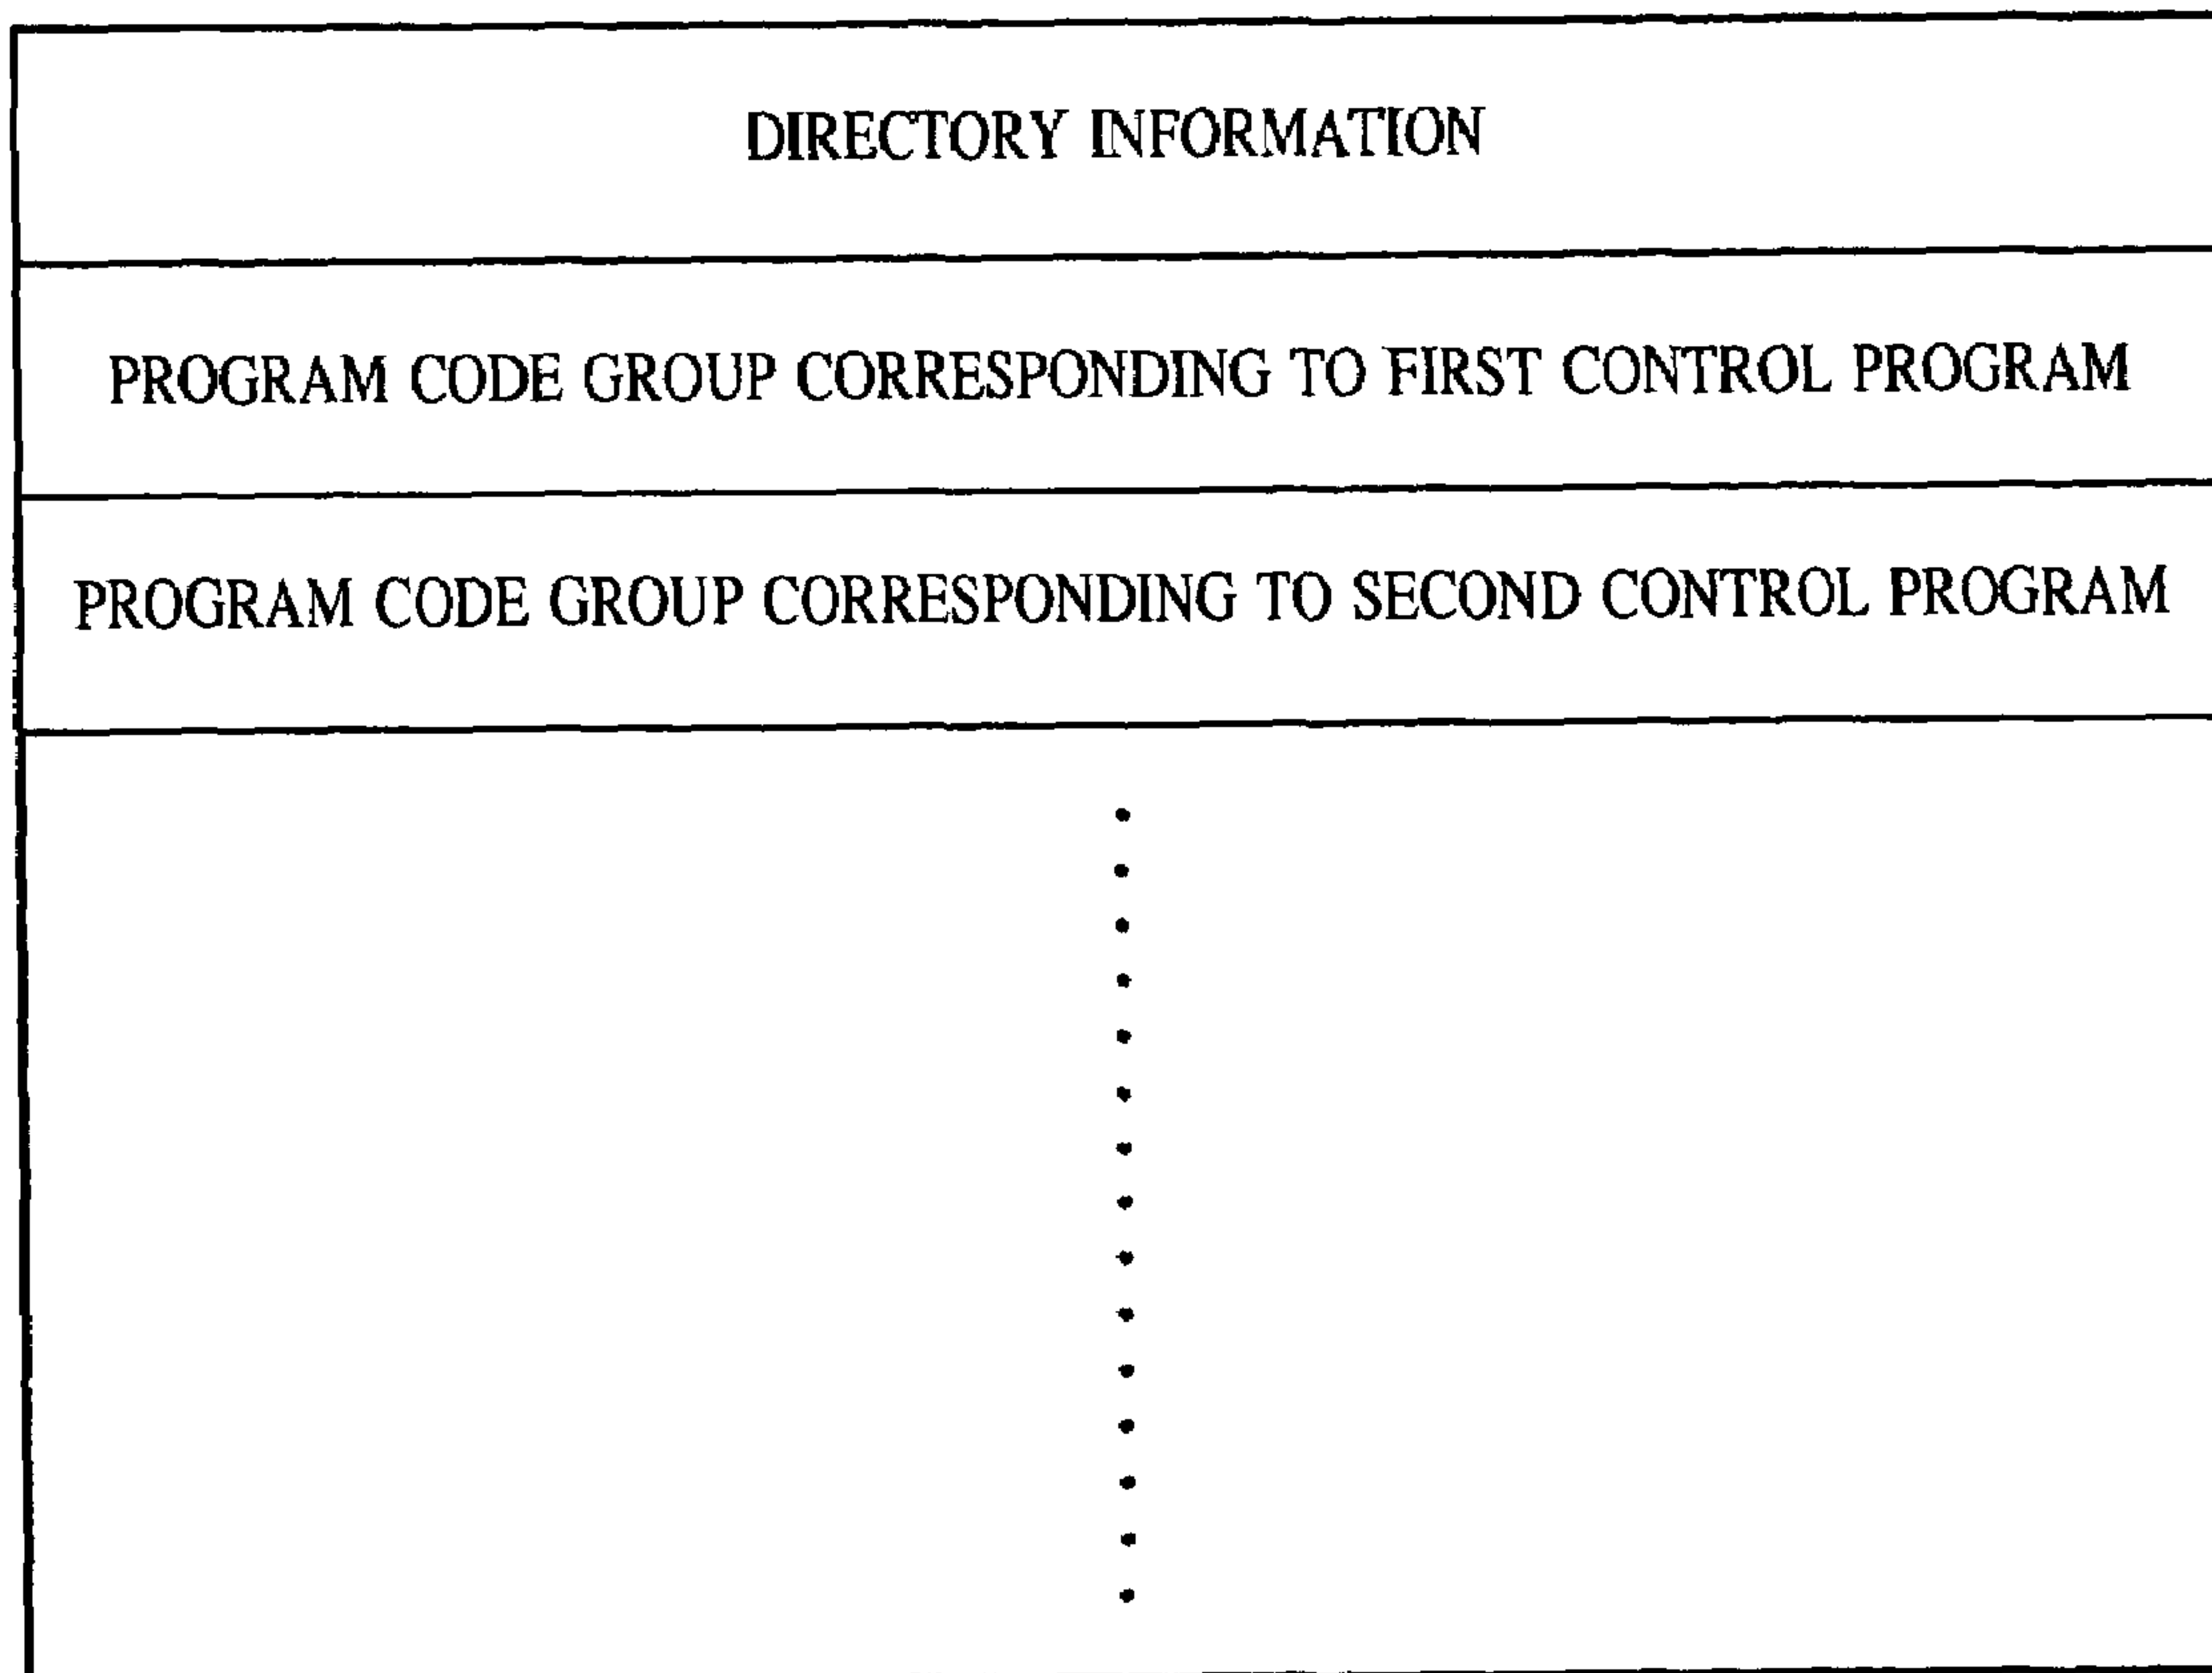 DIRECTORY INFORMATION
PROGRAM CODE GROUP CORRESPONDING TO FIRST CONTROL PROGRAM
PROGRAM CODE GROUP CORRESPONDING TO SECOND CONTROL PROGRAM